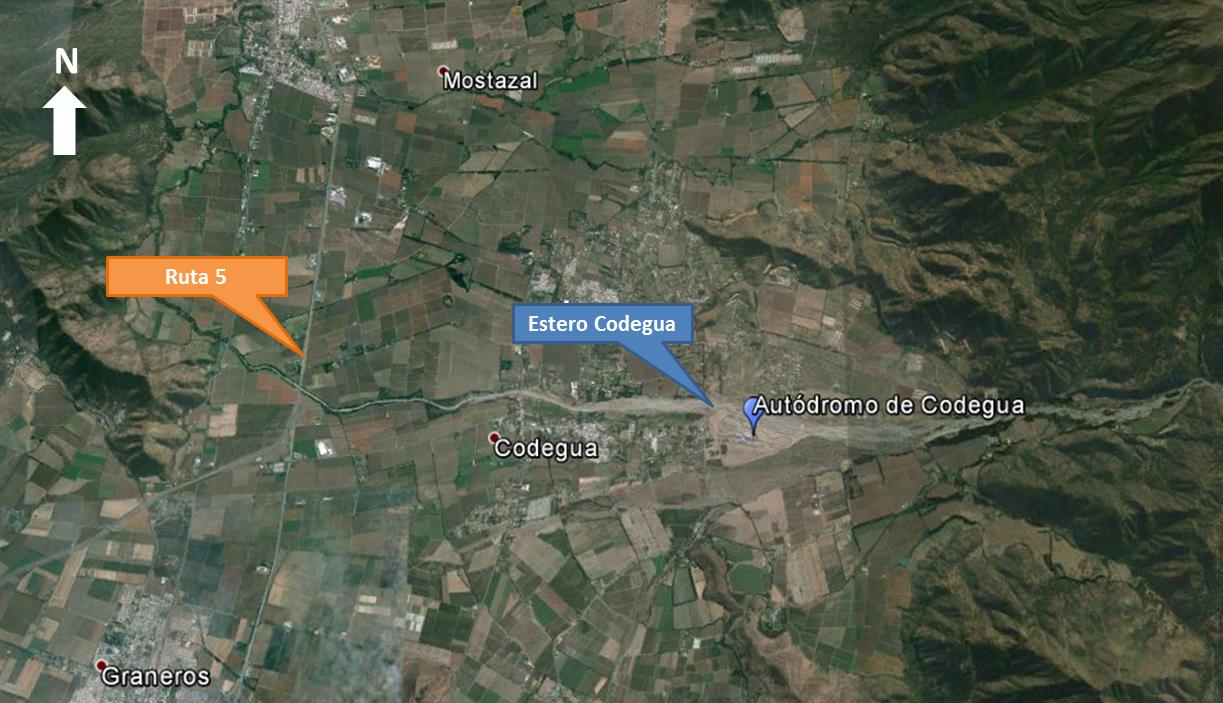 N
Mostazal
Ruta 5
Estero Codegua
Autódromo de Codegua
Codegua
Graneros